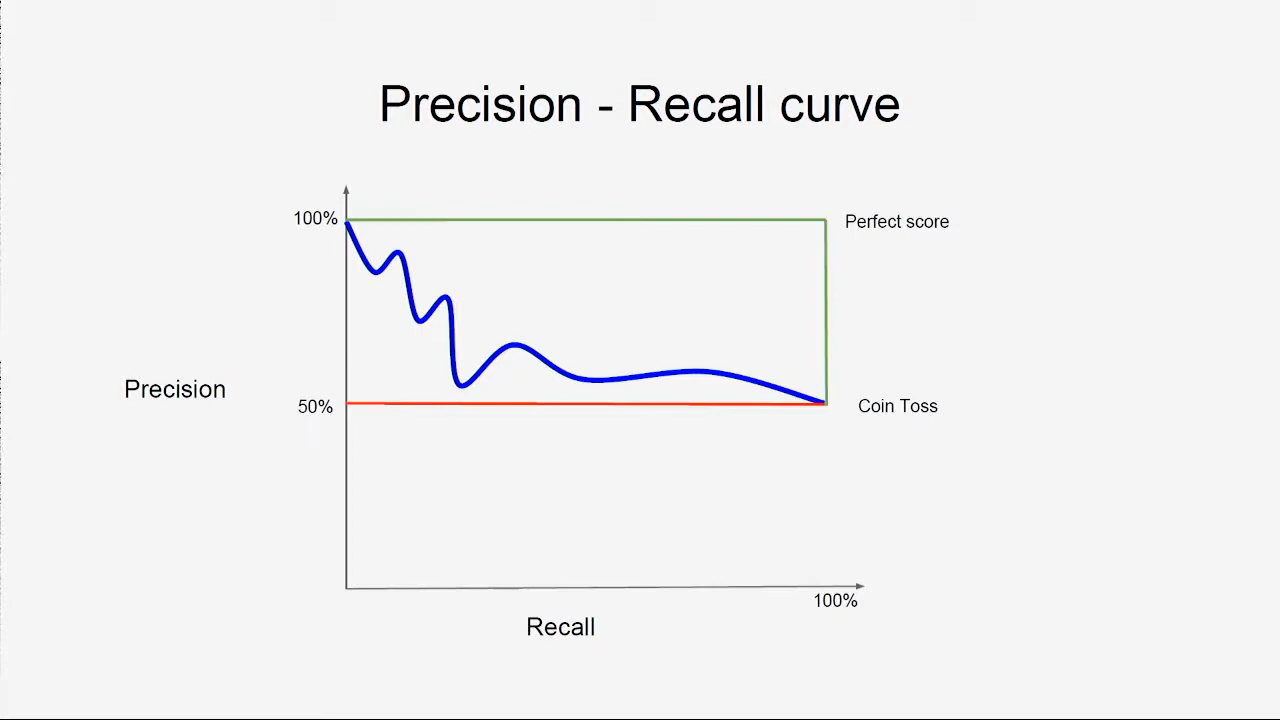 Precision - Recall curve
100%
Perfect score
Precision
50%
Coin Toss
100%
Recall